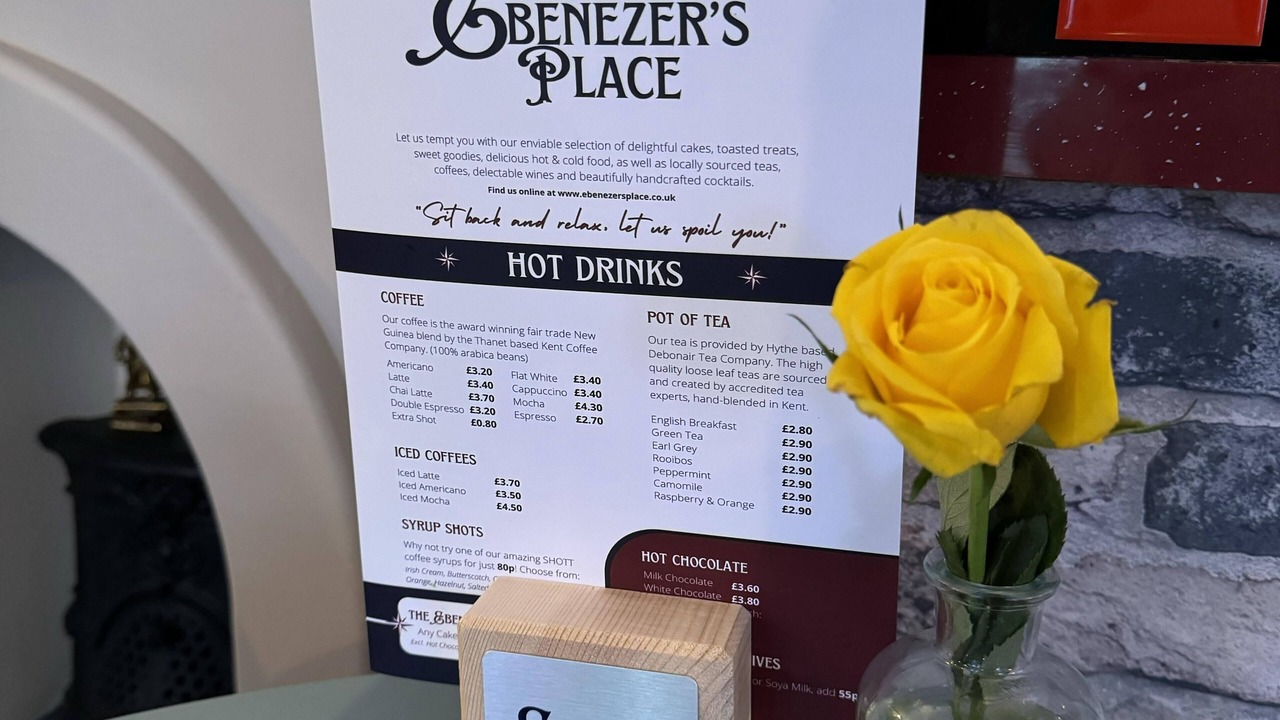 EBENEZER'S
PLACE
Let us tempt you with our enviable selection of delightful cakes, toasted treats,
sweet goodies, delicious hot & cold food, as well as locally sourced teas,
coffees, delectable wines and beautifully handcrafted cocktails.
Find us online at www.ebenezersplace.co.uk
"Sit back and relax, let us spoil you!"
HOT DRINKS
COFFEE
Our coffee is the award winning fair trade New
Guinea blend by the Thanet based Kent Coffee
Company. (100% arabica beans)
Americano £3.20
Latte £3.40
Chai Latte £3.70
Double Espresso £3.20
Extra Shot £0.80
Flat White £3.40
Cappuccino £3.40
Mocha £4.30
Espresso £2.70
ICED COFFEES
Iced Latte £3.70
Iced Americano £3.50
Iced Mocha £4.50
SYRUP SHOTS
Why not try one of our amazing SHOTT
coffee syrups for just 80p! Choose from:
Irish Cream, Butterscotch,
Orange, Hazelnut, Salted
THE
Any Cake
Excl. Hot
POT OF TEA
Our tea is provided by Hythe based
Debonair Tea Company. The high
quality loose leaf teas are sourced
and created by accredited tea
experts, hand-blended in Kent.
English Breakfast £2.80
Green Tea £2.90
Earl Grey £2.90
Rooibos £2.90
Peppermint £2.90
Camomile £2.90
Raspberry & Orange £2.90
HOT CHOCOLATE
Milk Chocolate £3.60
White Chocolate £3.80
or Soya Milk, add 55p